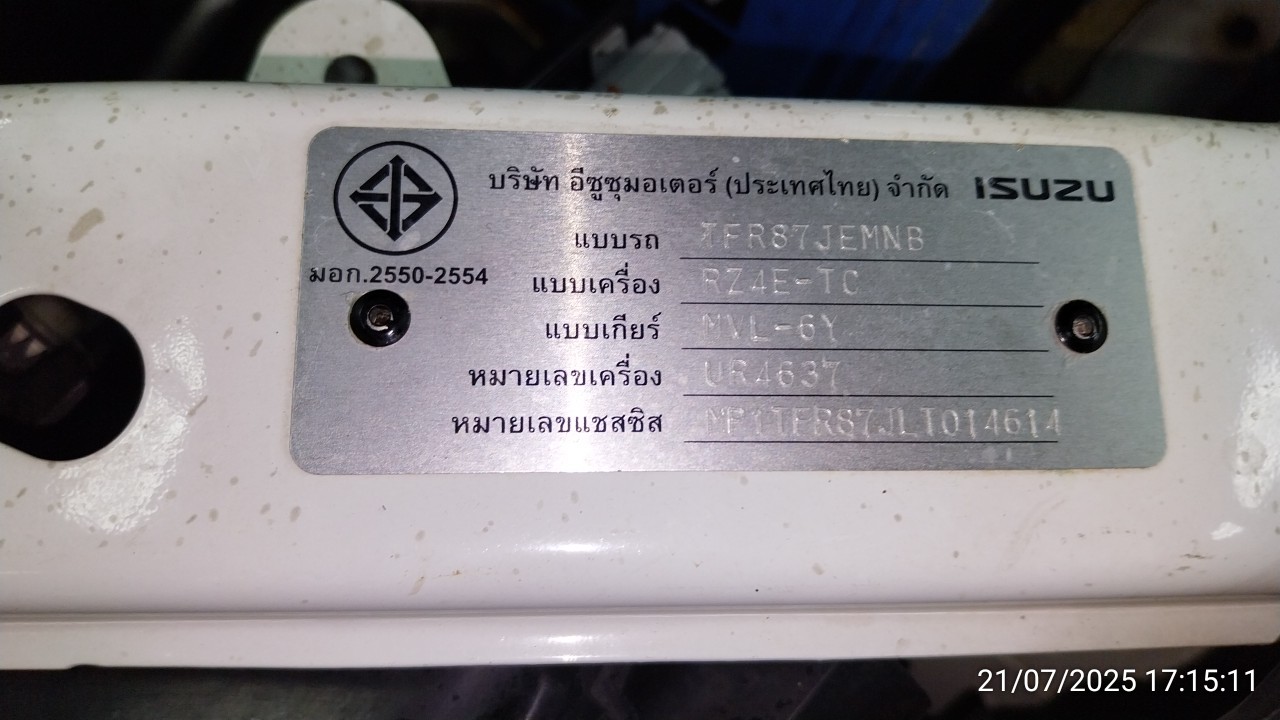 บริษัท อีซูซุมอเตอร์ (ประเทศไทย) จำกัด ISUZU
มอก.2550-2554
แบบรถ TFR87JEMNB
แบบเครื่อง RZ4E-TC
แบบเกียร์ MVL-6Y
หมายเลขเครื่อง UR4637
หมายเลขแชสซิส MP1TFR87JLT014614
21/07/2025 17:15:11